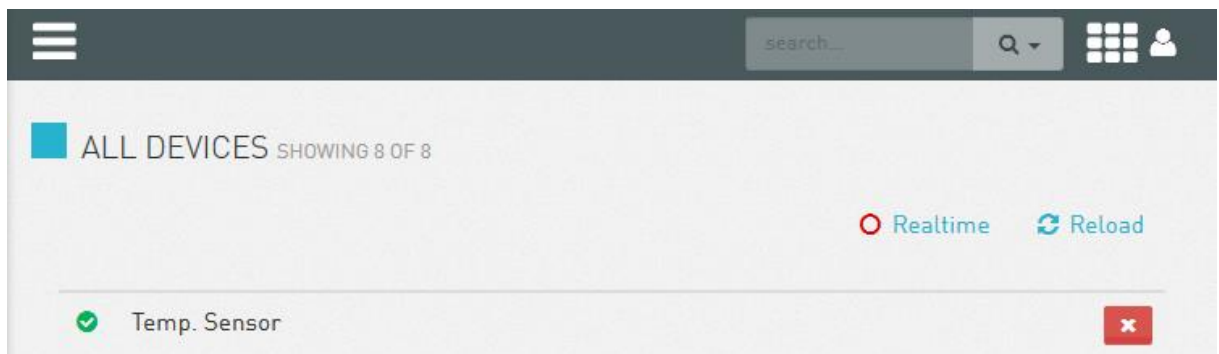 search...
ALL DEVICES SHOWING 8 OF 8
Realtime Reload
Temp. Sensor